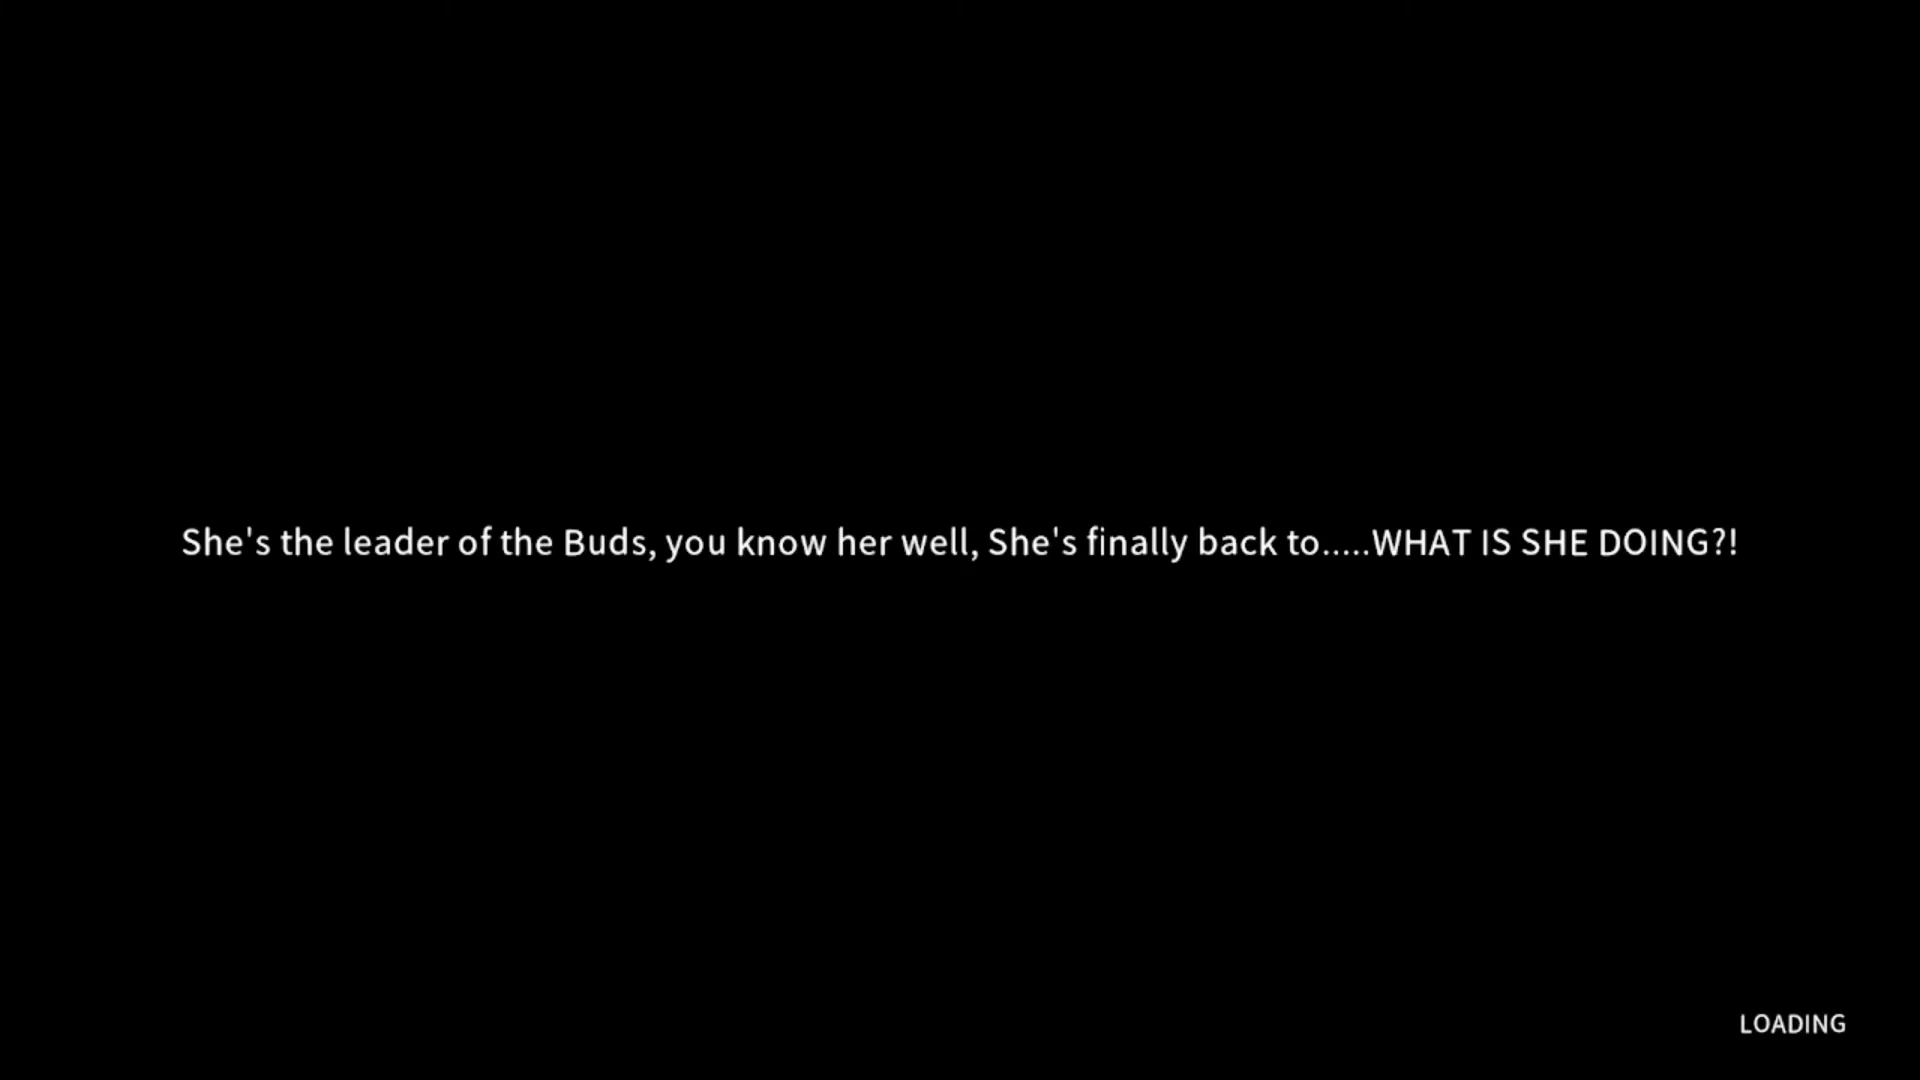 She's the leader of the Buds, you know her well, She's finally back to.....WHAT IS SHE DOING?!
LOADING